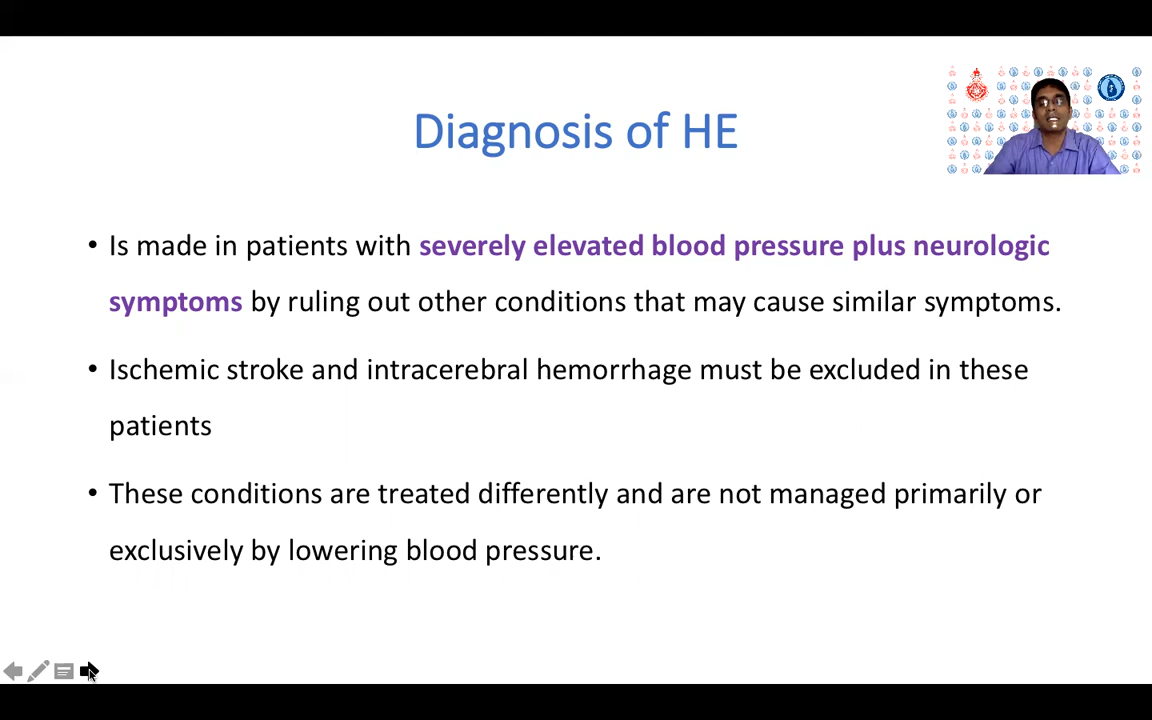 Diagnosis of HE
• Is made in patients with severely elevated blood pressure plus neurologic
symptoms by ruling out other conditions that may cause similar symptoms.
• Ischemic stroke and intracerebral hemorrhage must be excluded in these
patients
• These conditions are treated differently and are not managed primarily or
exclusively by lowering blood pressure.